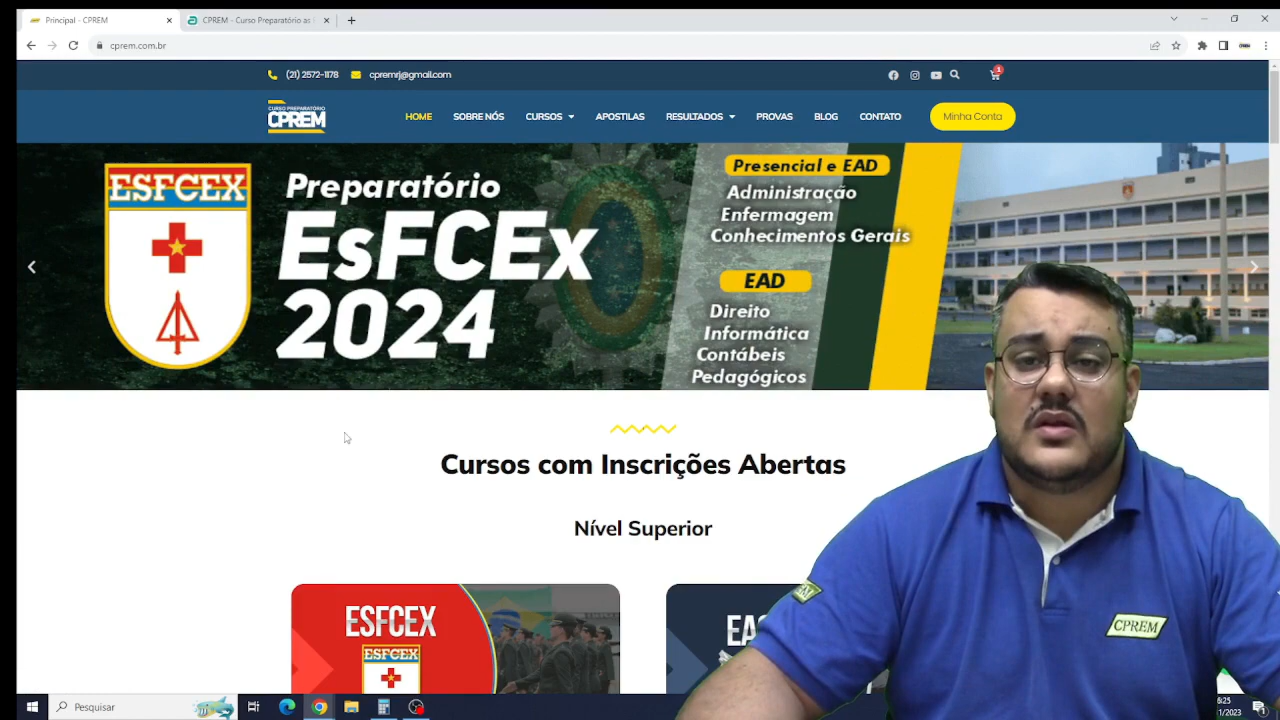 Principal - CPREM
CPREM - Curso Preparatório as
cprem.com.br
(21) 2572-1178
cpremrj@gmail.com
1
CURSO PREPARATÓRIO
CPREM
HOME
SOBRE NÓS
CURSOS
APOSTILAS
RESULTADOS
PROVAS
BLOG
CONTATO
Minha Conta
ESFCEX
Preparatório
EsFCEx
2024
Presencial e EAD
Administração
Enfermagem
Conhecimentos Gerais
EAD
Direito
Informática
Contábeis
Pedagógicos
Cursos com Inscrições Abertas
Nível Superior
ESFCEX
ESFCEX
CPREM
Pesquisar